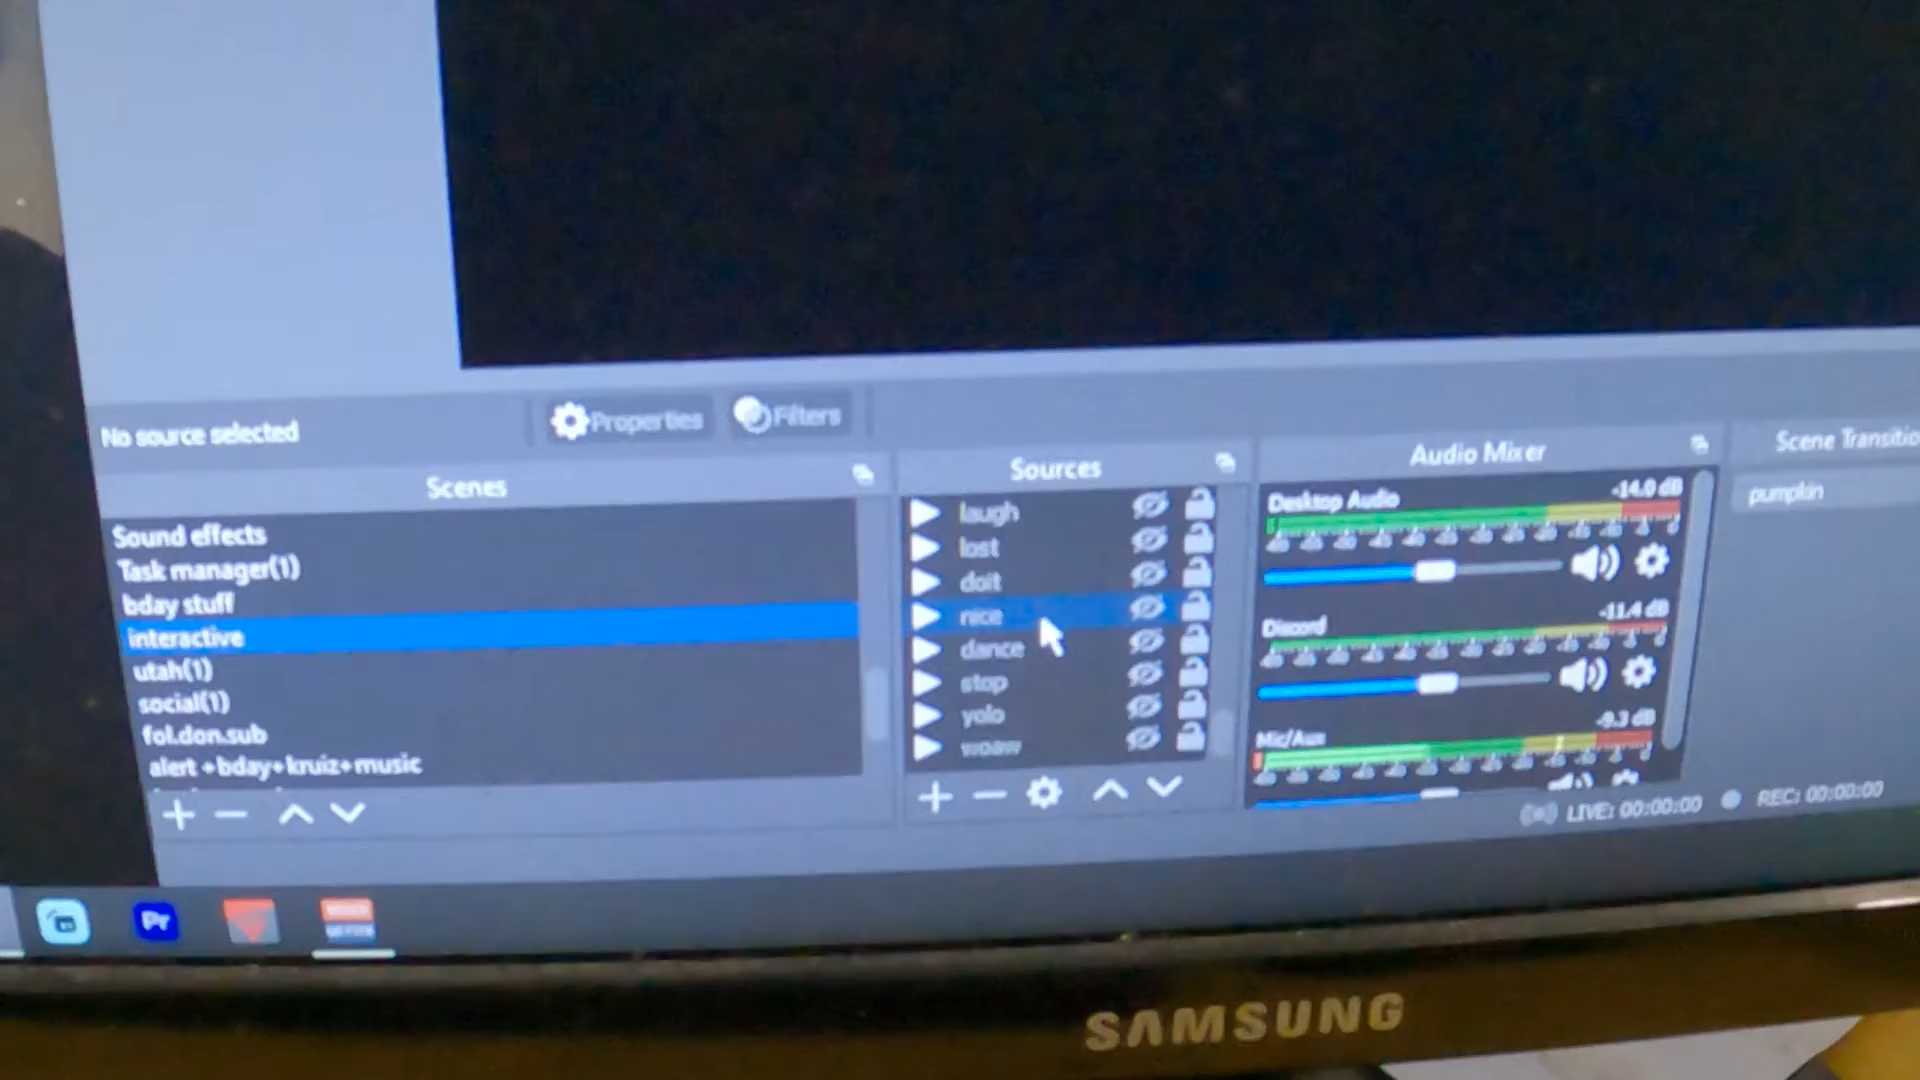 No source selected
Properties
Filters
Scenes
Sound effects
Task manager(1)
bday stuff
interactive
utah(1)
social(1)
fol.don.sub
alert +bday+kruiz+music
Sources
laugh
lost
doit
nice
dance
stop
yolo
woaw
Audio Mixer
Desktop Audio
-14.0 dB
Discord
-11.4 dB
Mic/Aux
-9.3 dB
Scene Transitio
pumpkin
LIVE: 00:00:00
REC: 00:00:00
Pr
SAMSUNG